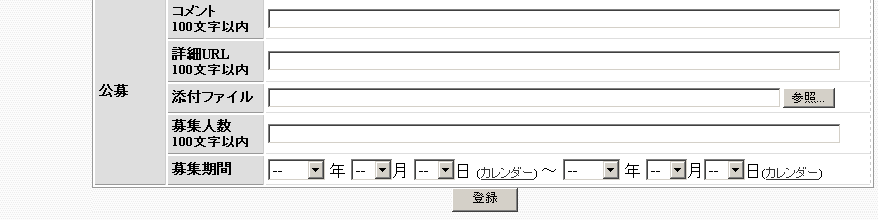 公募
コメント
100文字以内
詳細URL
100文字以内
添付ファイル 参照...
募集人数
100文字以内
募集期間 -- 年 -- 月 -- 日 (カレンダー) ～ -- 年 -- 月 -- 日(カレンダー)
登録